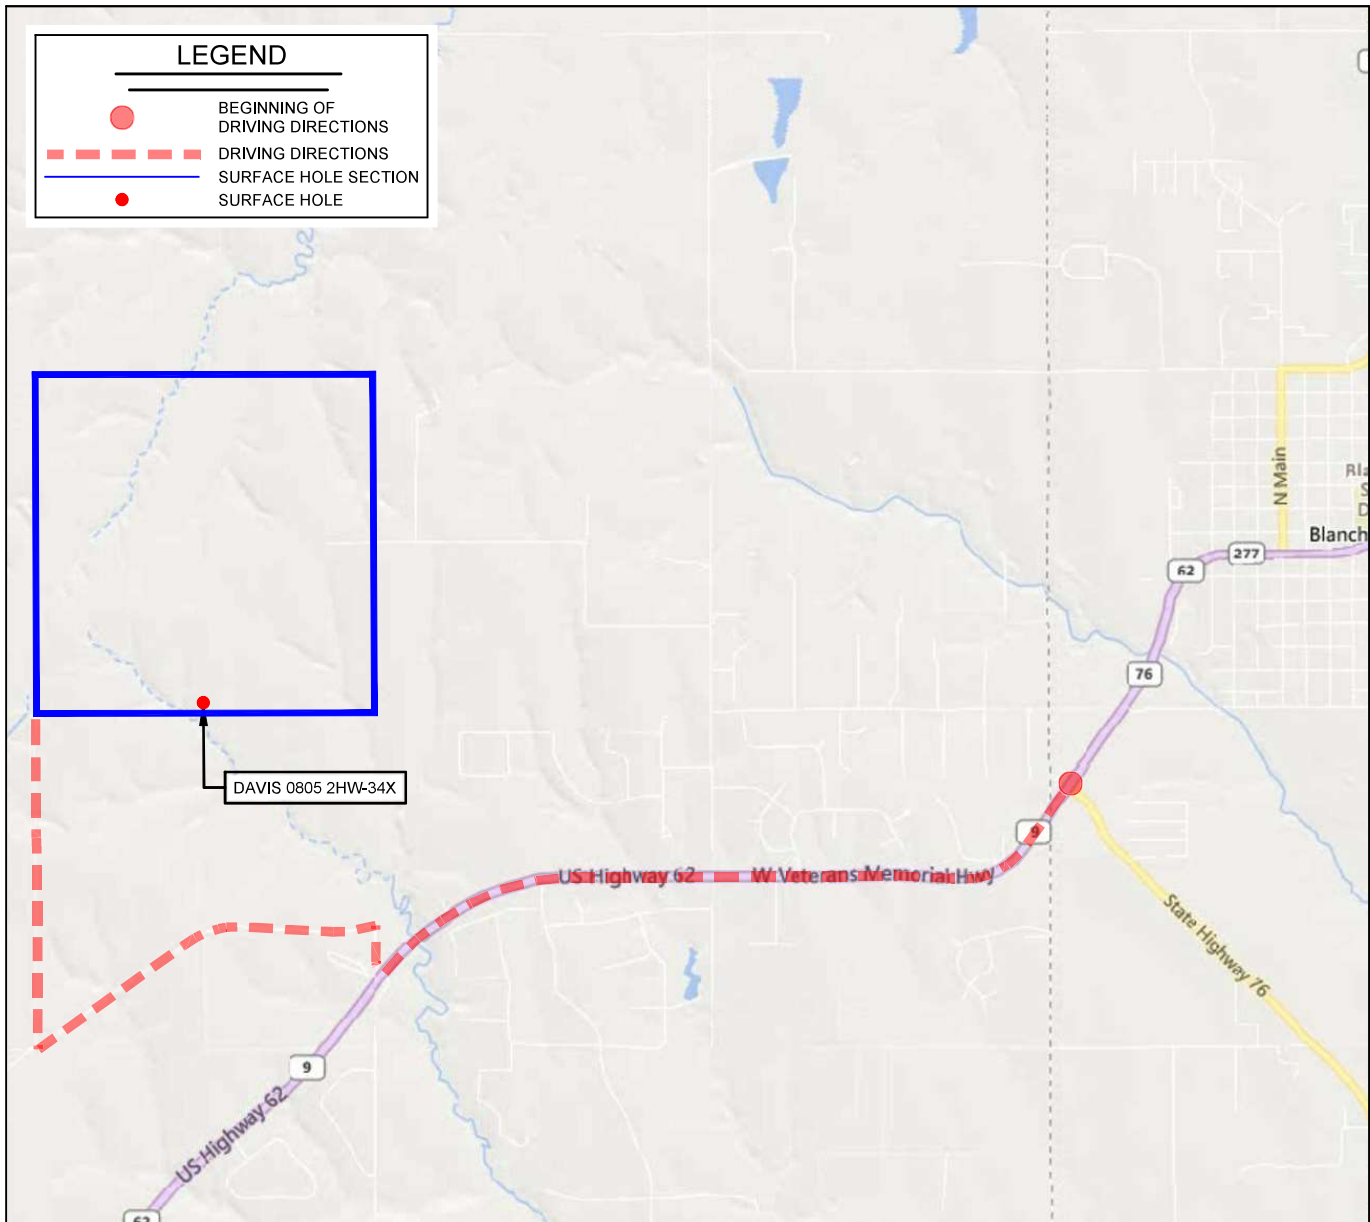 LEGEND
BEGINNING OF
DRIVING DIRECTIONS
DRIVING DIRECTIONS
SURFACE HOLE SECTION
SURFACE HOLE
N Main
Blanch
277
62
76
DAVIS 0805 2HW-34X
9
US Highway 62
W Veterans Memorial Hwy
State Highway 76
9
US Highway 62
62